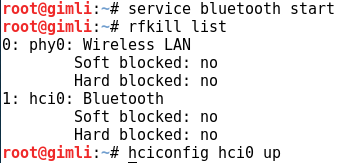 root@gimli:~# service bluetooth start
root@gimli:~# rfkill list
0: phy0: Wireless LAN
        Soft blocked: no
        Hard blocked: no
1: hci0: Bluetooth
        Soft blocked: no
        Hard blocked: no
root@gimli:~# hciconfig hci0 up